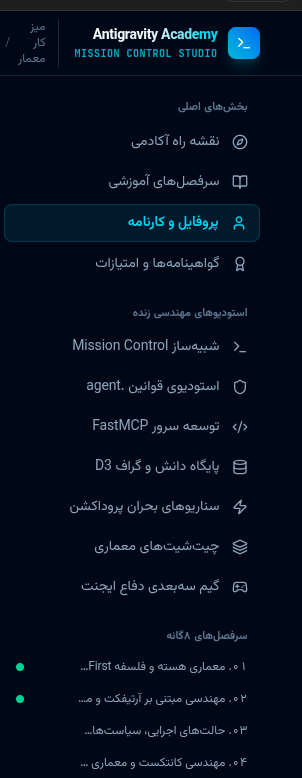 Antigravity Academy
MISSION CONTROL STUDIO
میز
کار
معمار
/
بخش‌های اصلی
نقشه راه آکادمی
سرفصل‌های آموزشی
پروفایل و کارنامه
گواهینامه‌ها و امتیازات
استودیوهای مهندسی زنده
شبیه‌ساز Mission Control
استودیوی قوانین .agent
توسعه سرور FastMCP
پایگاه دانش و گراف D3
سناریوهای بحران پروداکشن
چیت‌شیت‌های معماری
گیم سه‌بعدی دفاع ایجنت
سرفصل‌های ۸گانه
۰۱. معماری هسته و فلسفه First...
۰۲. مهندسی مبتنی بر آرتیفکت و م...
۰۳. حالت‌های اجرایی، سیاست‌ها...
۰۴. مهندسی کانتکست و معماری ...